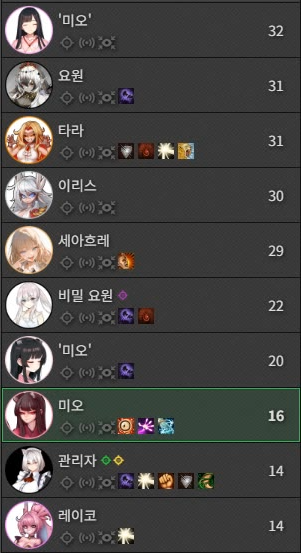 '미오' 32
요원 31
타라 31
이리스 30
세아흐레 29
비밀 요원 22
'미오' 20
미오 16
관리자 14
레이코 14